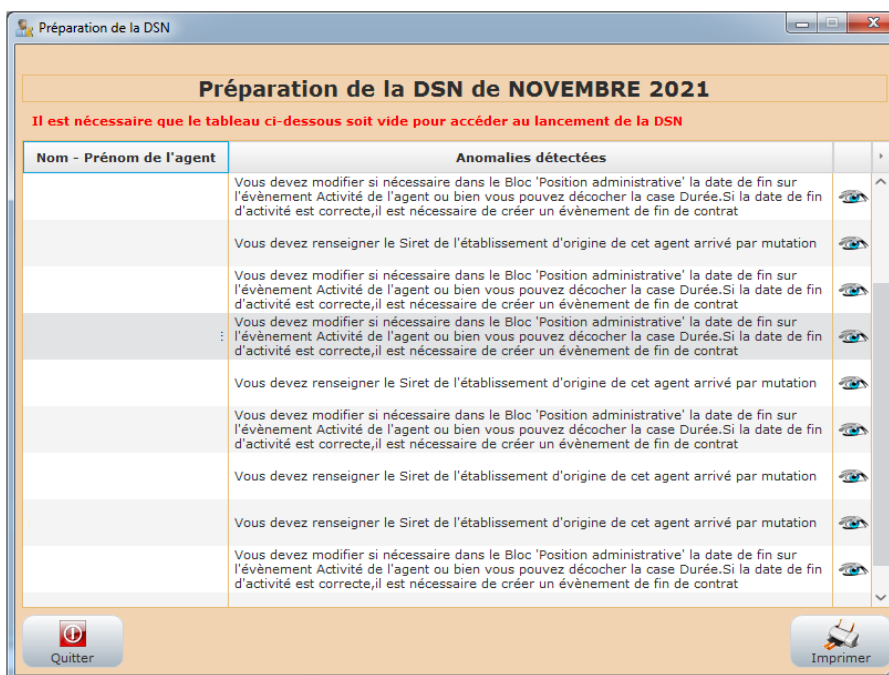 Préparation de la DSN
Préparation de la DSN de NOVEMBRE 2021
Il est nécessaire que le tableau ci-dessous soit vide pour accéder au lancement de la DSN
Nom - Prénom de l'agent
Anomalies détectées
Vous devez modifier si nécessaire dans le Bloc 'Position administrative' la date de fin sur
l'évènement Activité de l'agent ou bien vous pouvez décocher la case Durée.Si la date de fin
d'activité est correcte,il est nécessaire de créer un évènement de fin de contrat
Vous devez renseigner le Siret de l'établissement d'origine de cet agent arrivé par mutation
Vous devez modifier si nécessaire dans le Bloc 'Position administrative' la date de fin sur
l'évènement Activité de l'agent ou bien vous pouvez décocher la case Durée.Si la date de fin
d'activité est correcte,il est nécessaire de créer un évènement de fin de contrat
Vous devez modifier si nécessaire dans le Bloc 'Position administrative' la date de fin sur
l'évènement Activité de l'agent ou bien vous pouvez décocher la case Durée.Si la date de fin
d'activité est correcte,il est nécessaire de créer un évènement de fin de contrat
Vous devez renseigner le Siret de l'établissement d'origine de cet agent arrivé par mutation
Vous devez modifier si nécessaire dans le Bloc 'Position administrative' la date de fin sur
l'évènement Activité de l'agent ou bien vous pouvez décocher la case Durée.Si la date de fin
d'activité est correcte,il est nécessaire de créer un évènement de fin de contrat
Vous devez renseigner le Siret de l'établissement d'origine de cet agent arrivé par mutation
Vous devez renseigner le Siret de l'établissement d'origine de cet agent arrivé par mutation
Vous devez modifier si nécessaire dans le Bloc 'Position administrative' la date de fin sur
l'évènement Activité de l'agent ou bien vous pouvez décocher la case Durée.Si la date de fin
d'activité est correcte,il est nécessaire de créer un évènement de fin de contrat
Quitter
Imprimer